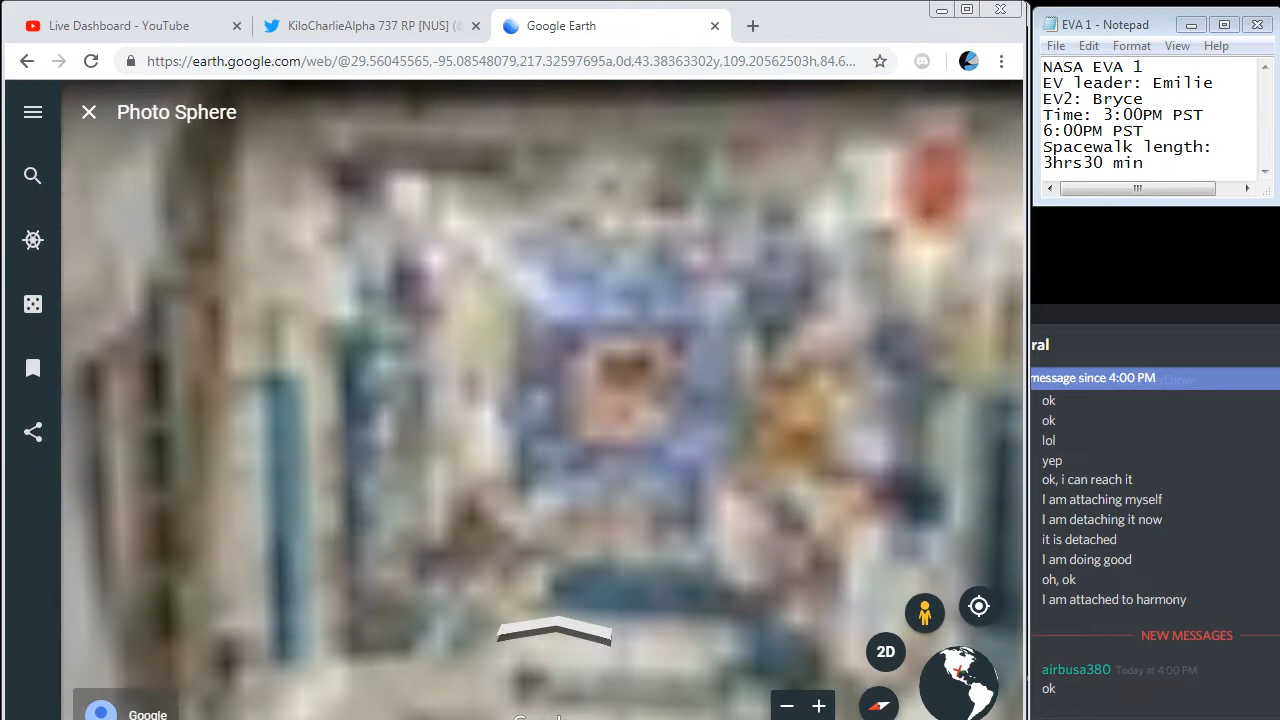 Live Dashboard - YouTube
KiloCharlieAlpha 737 RP [NUS] (
Google Earth
https://earth.google.com/web/@29.56045565,-95.08548079,217.32597695a,0d,43.38363302y,109.20562503h,84.6...
Photo Sphere
2D
Google
EVA 1 - Notepad
File Edit Format View Help
NASA EVA 1
EV leader: Emilie
EV2: Bryce
Time: 3:00PM PST
6:00PM PST
Spacewalk length:
3hrs30 min
ral
message since 4:00 PM
ok
ok
lol
yep
ok, i can reach it
I am attaching myself
I am detaching it now
it is detached
I am doing good
oh, ok
I am attached to harmony
NEW MESSAGES
airbusa380 Today at 4:00 PM
ok